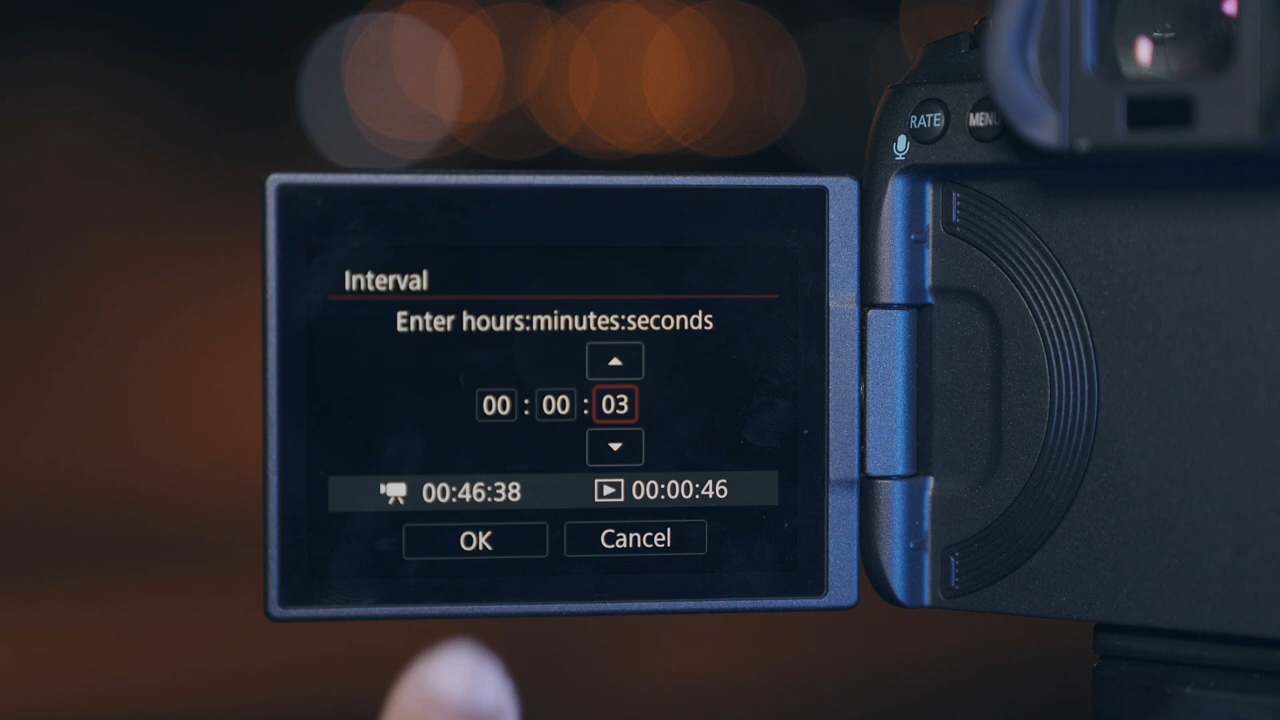 RATE MENU
Interval
Enter hours:minutes:seconds
00 : 00 : 03
00:46:38 00:00:46
OK Cancel